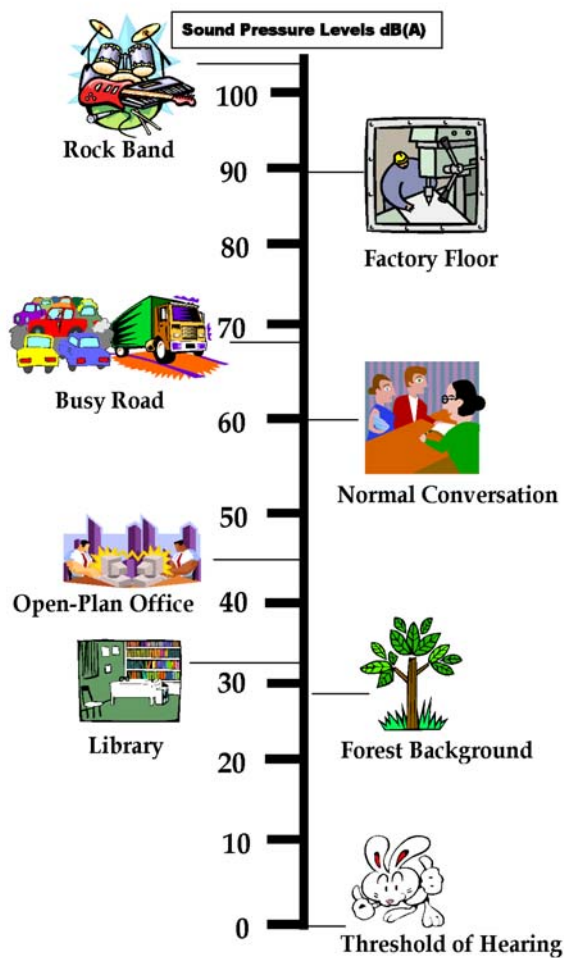 Sound Pressure Levels dB(A)
100
Rock Band
90
Factory Floor
80
70
Busy Road
60
Normal Conversation
50
Open-Plan Office
40
30
Library
Forest Background
20
10
0
Threshold of Hearing